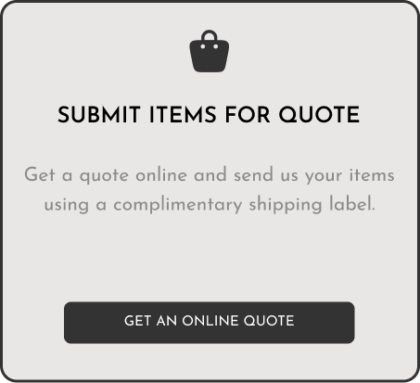 SUBMIT ITEMS FOR QUOTE
Get a quote online and send us your items
using a complimentary shipping label.
GET AN ONLINE QUOTE